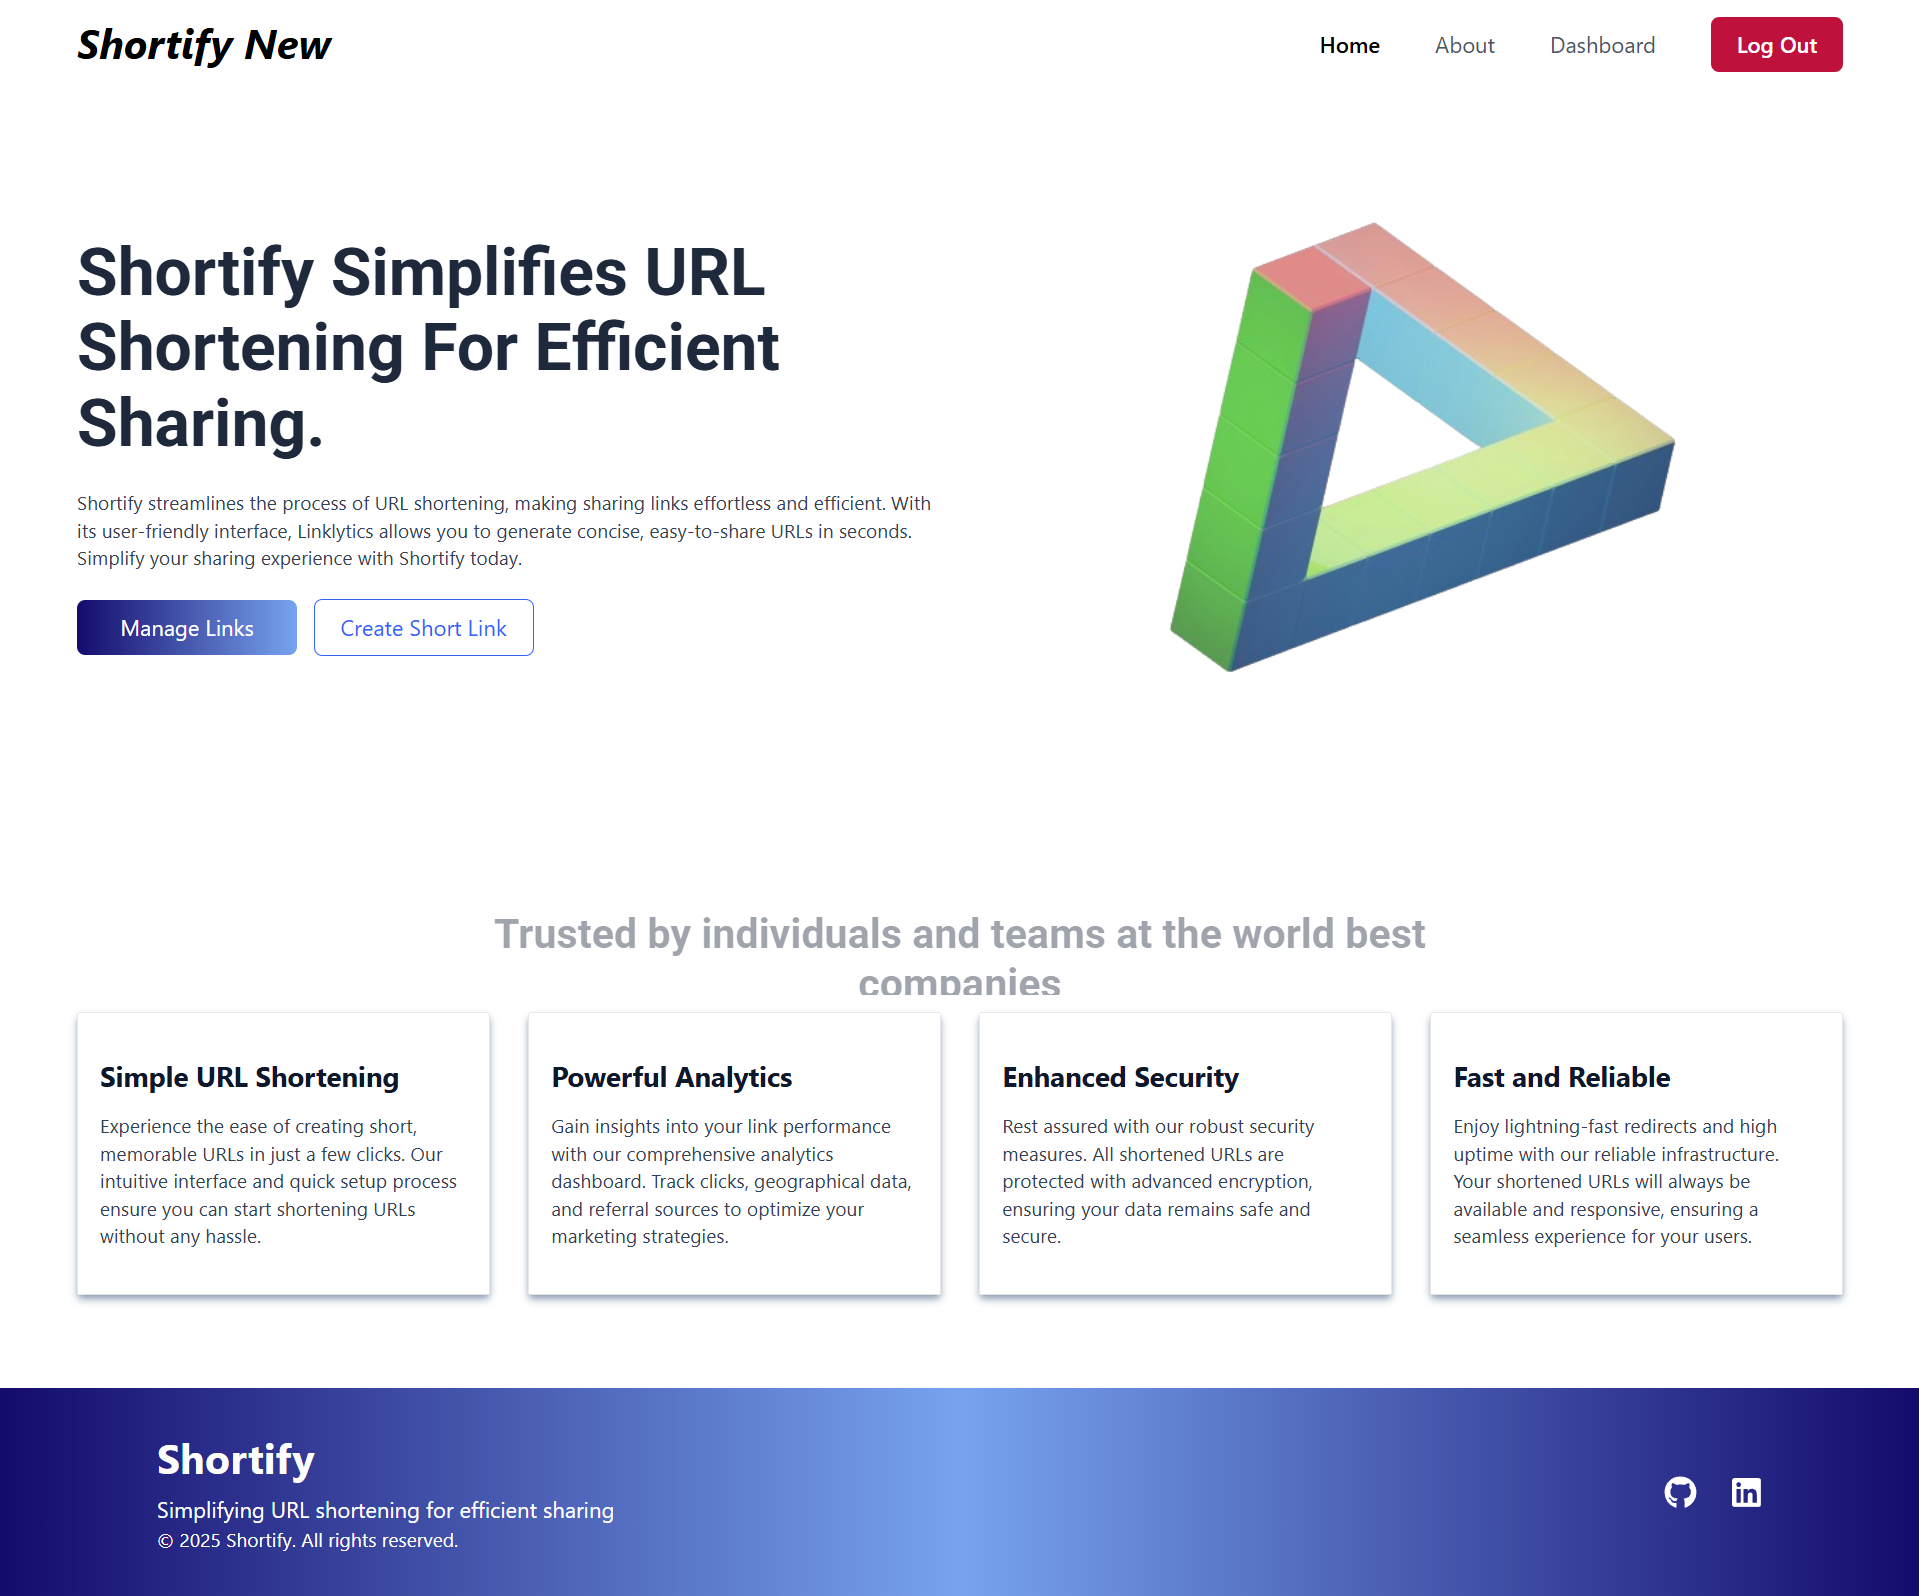 Shortify New
Home
About
Dashboard
Log Out
Shortify Simplifies URL
Shortening For Efficient
Sharing.
Shortify streamlines the process of URL shortening, making sharing links effortless and efficient. With
its user-friendly interface, Linklytics allows you to generate concise, easy-to-share URLs in seconds.
Simplify your sharing experience with Shortify today.
Manage Links
Create Short Link
Trusted by individuals and teams at the world best
companies
Simple URL Shortening
Experience the ease of creating short,
memorable URLs in just a few clicks. Our
intuitive interface and quick setup process
ensure you can start shortening URLs
without any hassle.
Powerful Analytics
Gain insights into your link performance
with our comprehensive analytics
dashboard. Track clicks, geographical data,
and referral sources to optimize your
marketing strategies.
Enhanced Security
Rest assured with our robust security
measures. All shortened URLs are
protected with advanced encryption,
ensuring your data remains safe and
secure.
Fast and Reliable
Enjoy lightning-fast redirects and high
uptime with our reliable infrastructure.
Your shortened URLs will always be
available and responsive, ensuring a
seamless experience for your users.
Shortify
Simplifying URL shortening for efficient sharing
© 2025 Shortify. All rights reserved.
in